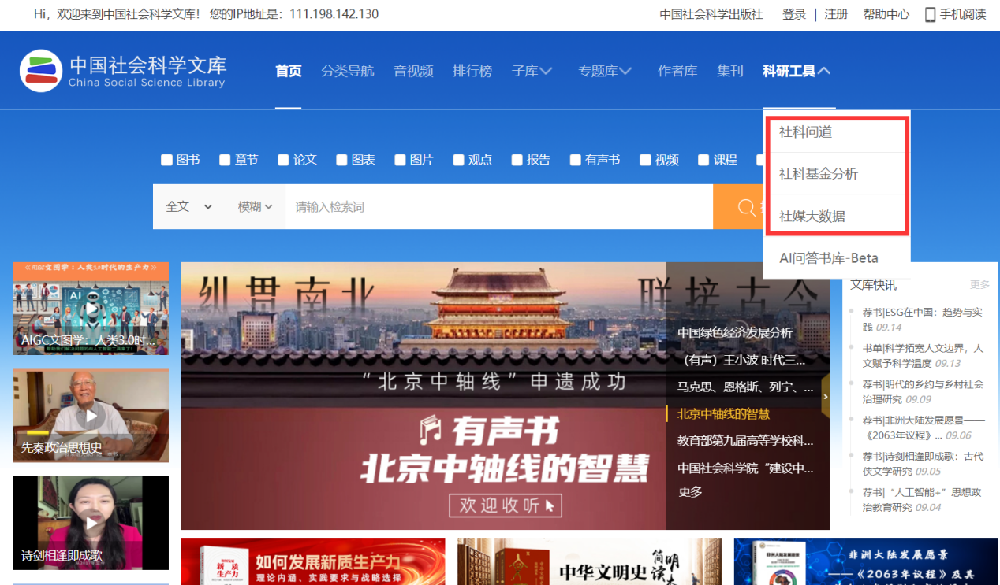 Hi，欢迎来到中国社会科学文库！ 您的IP地址是：111.198.142.130
中国社会科学出版社 登录 | 注册 帮助中心 手机阅读
中国社会科学文库
China Social Science Library
首页 分类导航 音视频 排行榜 子库 专题库 作者库 集刊 科研工具
社科问道
社科基金分析
社媒大数据
AI问答书库-Beta
图书 章节 论文 图表 图片 观点 报告 有声书 视频 课程
全文 模糊 请输入检索词
《AIGC文图学：人类3.0时代的生产力》
AI
AIGC文图学：人类3.0时...
先秦政治思想史
诗剑相逢即成歌
纵贯南北 联接古今
“北京中轴线”申遗成功
有声书
北京中轴线的智慧
欢迎收听
中国绿色经济发展分析
（有声）王小波 时代三...
马克思、恩格斯、列宁、...
北京中轴线的智慧
教育部第九届高等学校科...
中国社会科学院“建设中...
更多
文库快讯 更多
荐书|ESG在中国：趋势与实
践 09.14
书单|科学拓宽人文边界，人
文赋予科学温度 09.13
荐书|明代的乡约与乡村社会
治理研究 09.09
荐书|非洲大陆发展愿景——
《2063年议程》... 09.06
荐书|诗剑相逢即成歌：古代
侠文学研究 09.05
荐书|“人工智能+”思想政
治教育研究 09.04
新质
生产力
如何发展新质生产力
理论内涵、实践要求与战略选择
中华文明史
简明
读本
非洲大陆发展愿景
——《2063年议程》及其